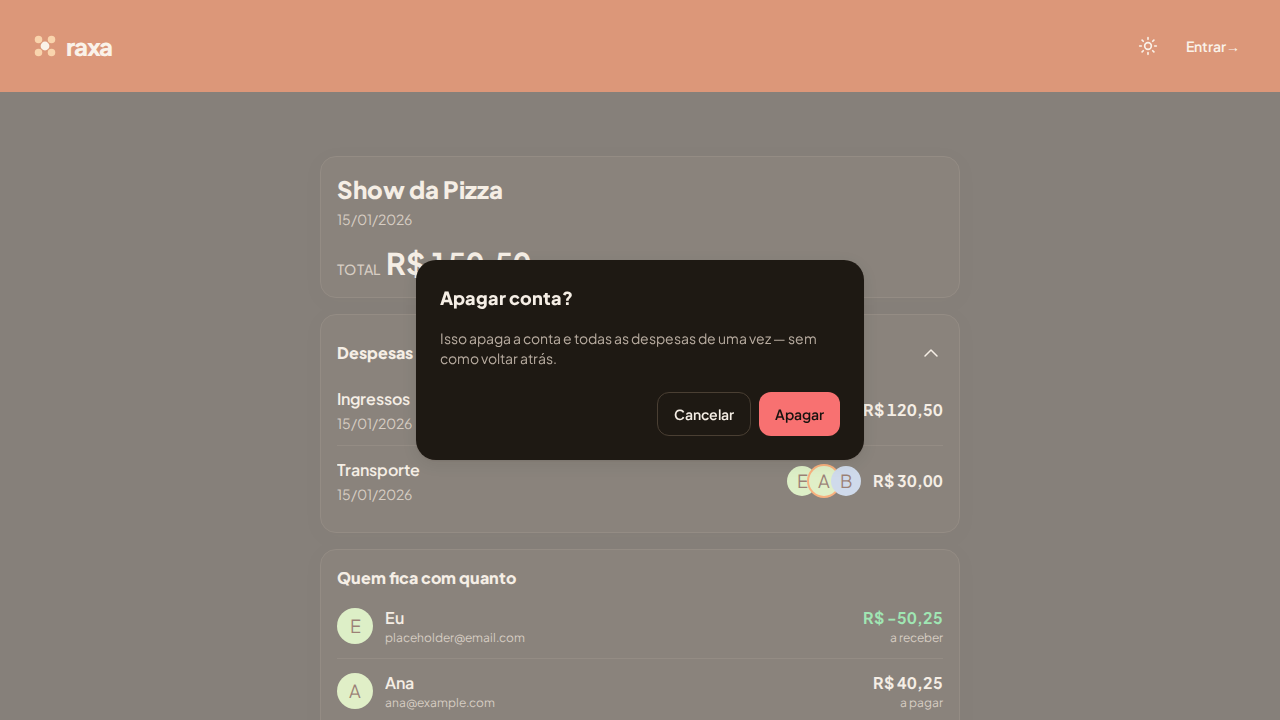 raxa
Entrar→
Show da Pizza
15/01/2026
TOTAL R$ 150,50
Apagar conta?
Isso apaga a conta e todas as despesas de uma vez — sem
como voltar atrás.
Cancelar
Apagar
Despesas
Ingressos
15/01/2026
R$ 120,50
Transporte
15/01/2026
E A B
R$ 30,00
Quem fica com quanto
E
Eu
placeholder@email.com
R$ -50,25
a receber
A
Ana
ana@example.com
R$ 40,25
a pagar